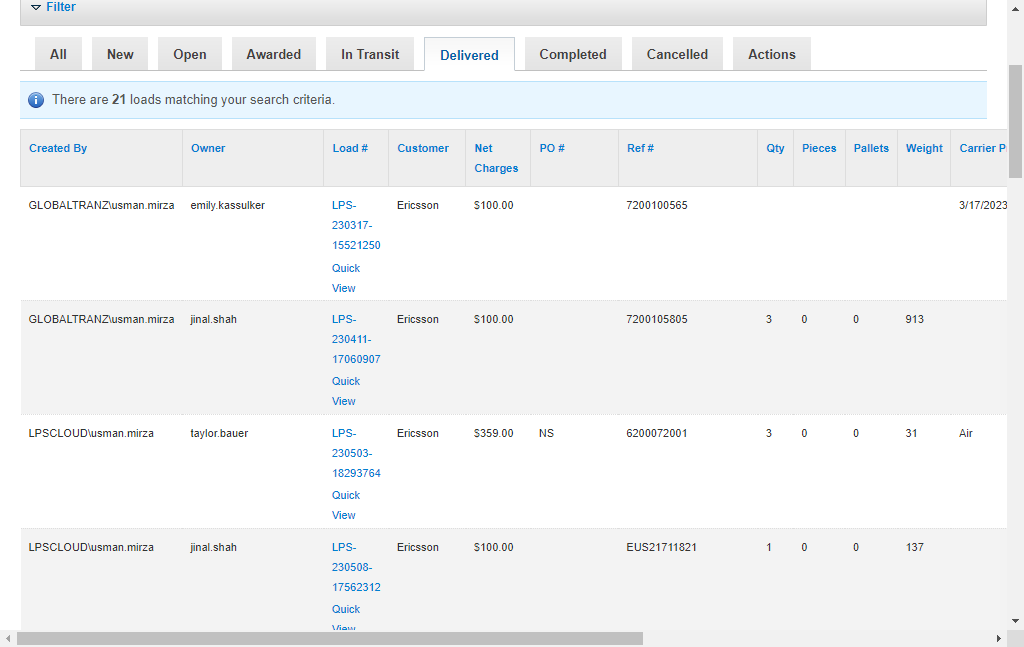 Filter
All New Open Awarded In Transit Delivered Completed Cancelled Actions
There are 21 loads matching your search criteria.
Created By Owner Load # Customer Net Charges PO # Ref # Qty Pieces Pallets Weight Carrier P
GLOBALTRANZ\usman.mirza emily.kassulker LPS- Ericsson $100.00 7200100565 3/17/2023
230317-
15521250
Quick
View
GLOBALTRANZ\usman.mirza jinal.shah LPS- Ericsson $100.00 7200105805 3 0 0 913
230411-
17060907
Quick
View
LPSCLOUD\usman.mirza taylor.bauer LPS- Ericsson $359.00 NS 6200072001 3 0 0 31 Air
230503-
18293764
Quick
View
LPSCLOUD\usman.mirza jinal.shah LPS- Ericsson $100.00 EUS21711821 1 0 0 137
230508-
17562312
Quick
View